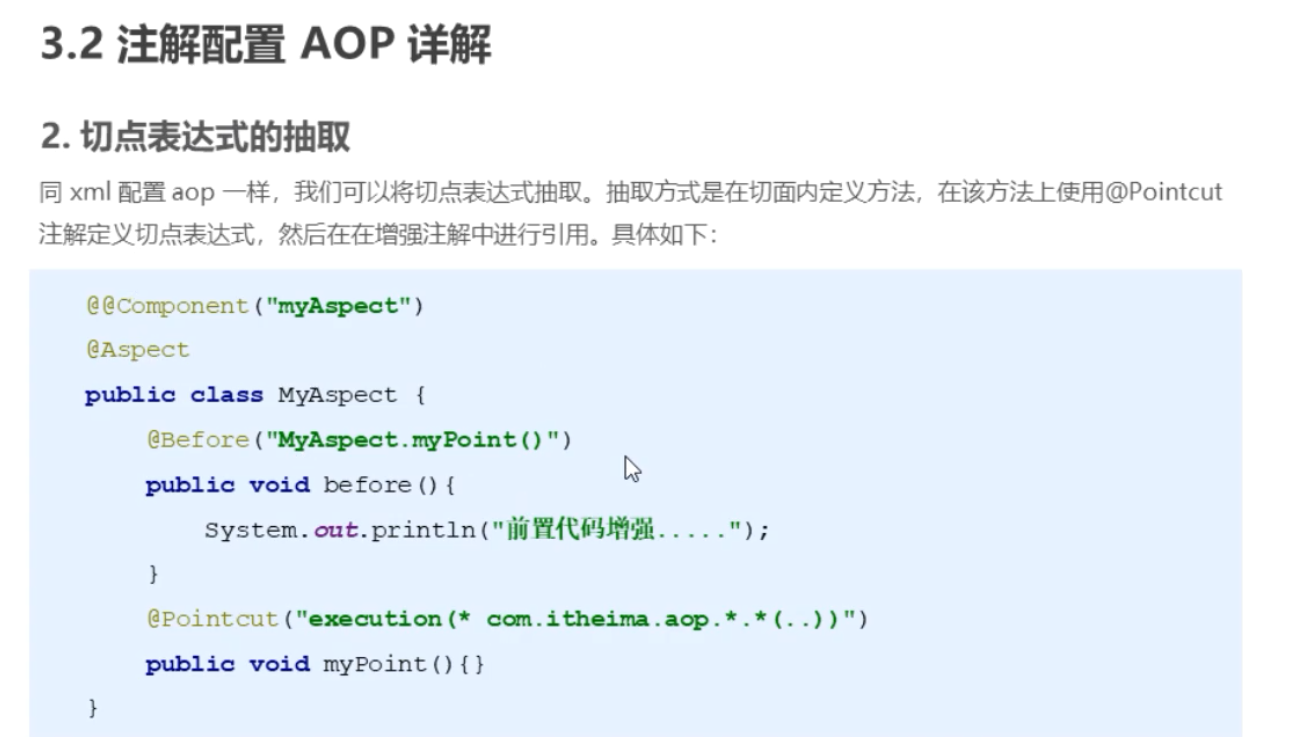 3.2 注解配置 AOP 详解
2. 切点表达式的抽取
同 xml 配置 aop 一样，我们可以将切点表达式抽取。抽取方式是在切面内定义方法，在该方法上使用@Pointcut
注解定义切点表达式，然后在在增强注解中进行引用。具体如下：
@@Component("myAspect")
@Aspect
public class MyAspect {
@Before("MyAspect.myPoint()")
public void before(){
System.out.println("前置代码增强.....");
}
@Pointcut("execution(* com.itheima.aop.*.*(..))")
public void myPoint(){}
}